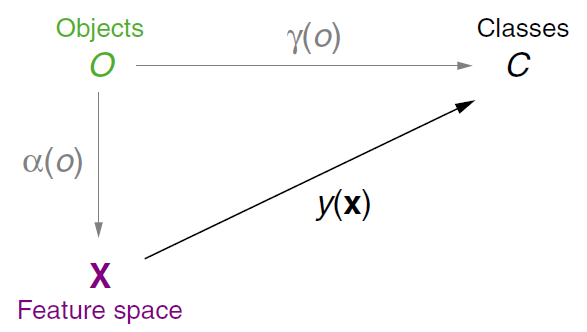 Objects
O
γ(o)
Classes
C
α(o)
y(x)
X
Feature space